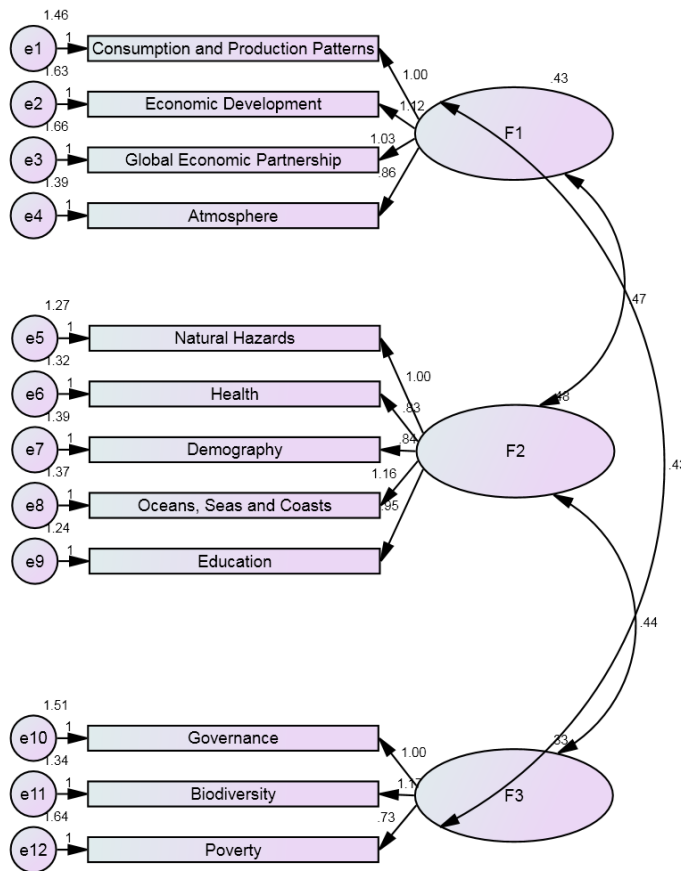 1.46
e1
1
Consumption and Production Patterns
1.00
.43
F1
1.63
e2
1
Economic Development
1.12
1.66
e3
1
Global Economic Partnership
1.03
1.39
e4
1
Atmosphere
.86
.47
1.27
e5
1
Natural Hazards
1.00
.48
F2
1.32
e6
1
Health
.83
1.39
e7
1
Demography
.84
1.37
e8
1
Oceans, Seas and Coasts
1.16
1.24
e9
1
Education
.95
.44
1.51
e10
1
Governance
1.00
.33
F3
1.34
e11
1
Biodiversity
1.17
1.64
e12
1
Poverty
.73